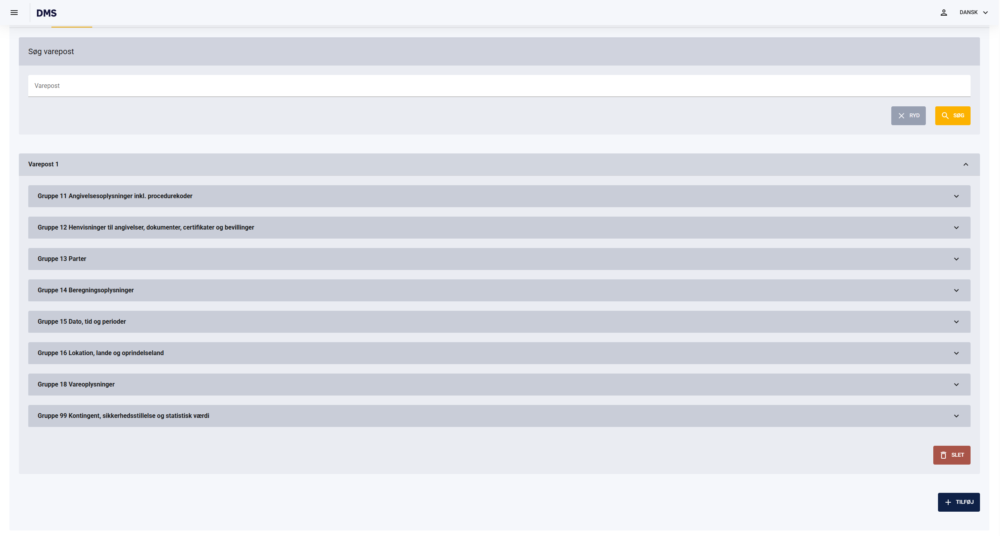 DMS
DANSK
Søg varepost
Varepost
RYD
SØG
Varepost 1
Gruppe 11 Angivelsesoplysninger inkl. procedurekoder
Gruppe 12 Henvisninger til angivelser, dokumenter, certifikater og bevillinger
Gruppe 13 Parter
Gruppe 14 Beregningsoplysninger
Gruppe 15 Dato, tid og perioder
Gruppe 16 Lokation, lande og oprindelseland
Gruppe 18 Vareoplysninger
Gruppe 99 Kontingent, sikkerhedsstillelse og statistisk værdi
SLET
TILFØJ